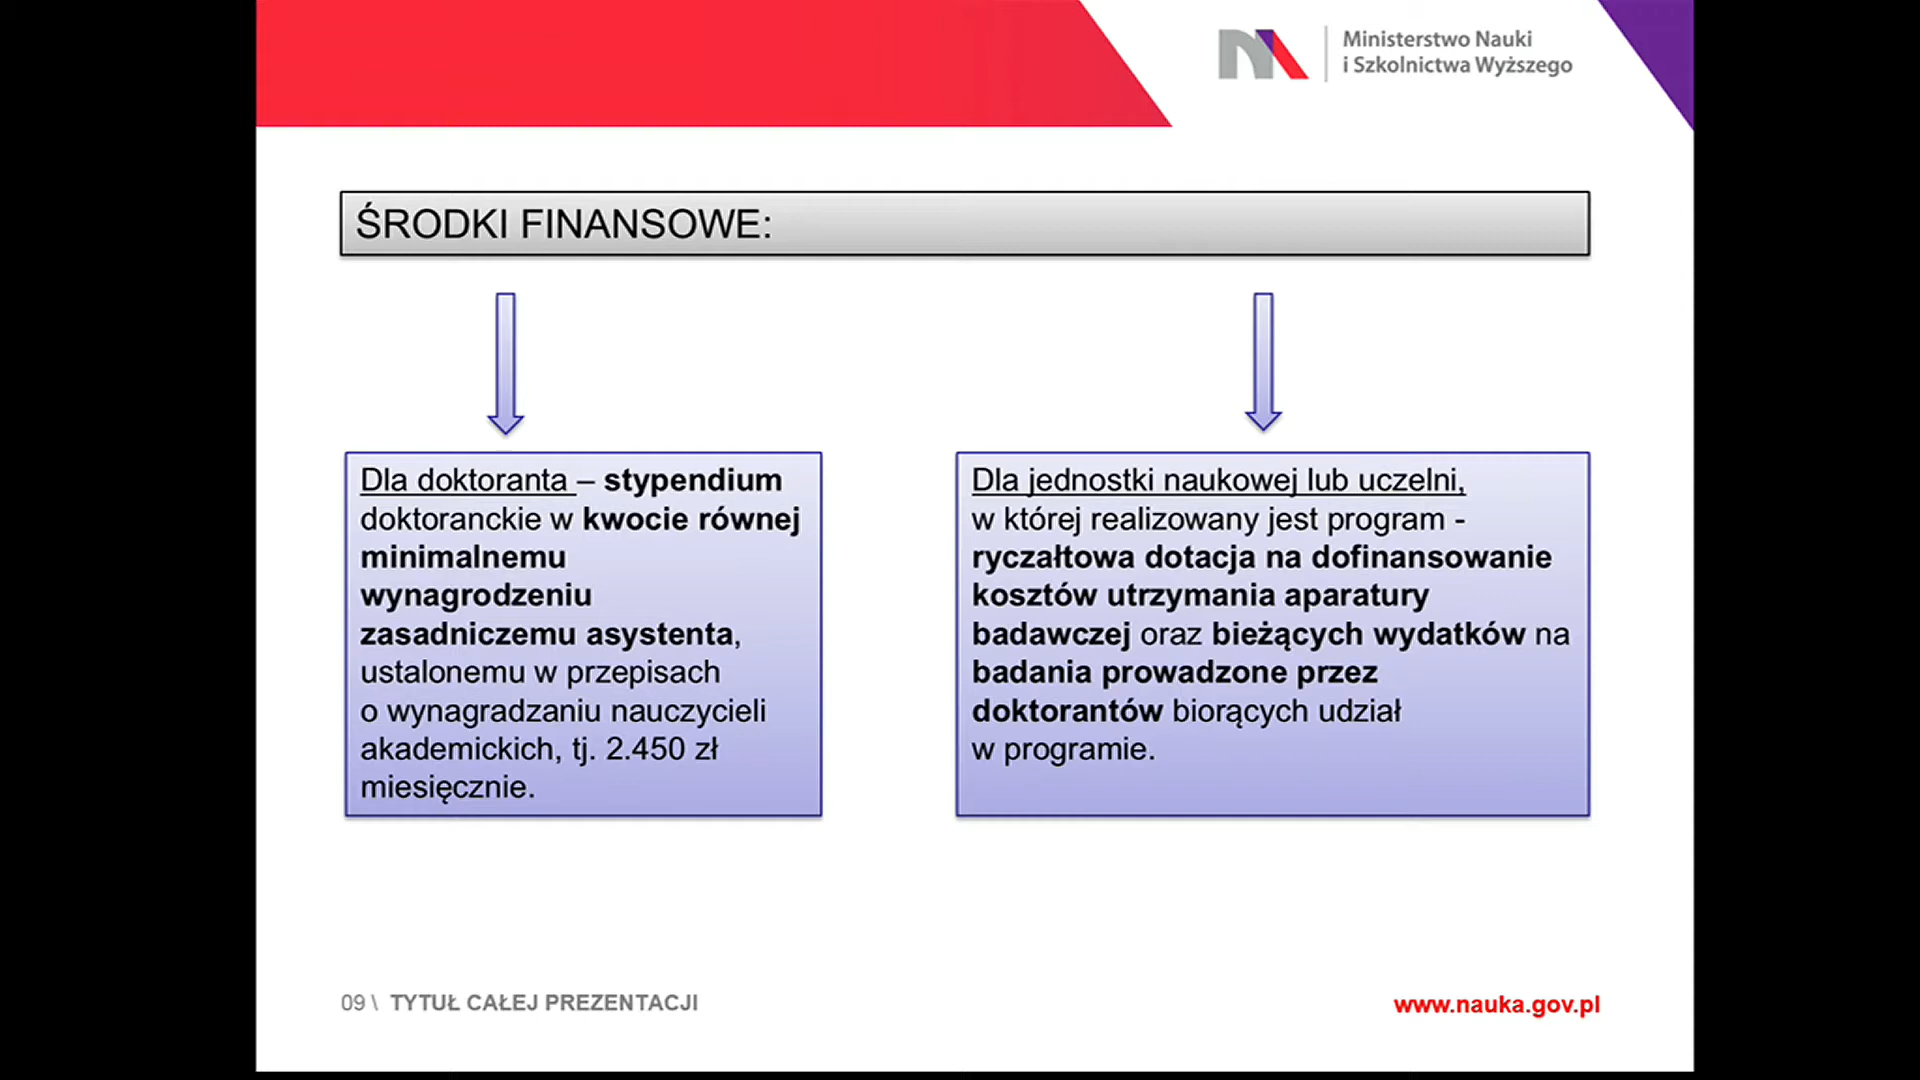 Ministerstwo Nauki
i Szkolnictwa Wyższego
ŚRODKI FINANSOWE:
Dla doktoranta – stypendium
doktoranckie w kwocie równej
minimalnemu
wynagrodzeniu
zasadniczemu asystenta,
ustalonemu w przepisach
o wynagradzaniu nauczycieli
akademickich, tj. 2.450 zł
miesięcznie.
Dla jednostki naukowej lub uczelni,
w której realizowany jest program -
ryczałtowa dotacja na dofinansowanie
kosztów utrzymania aparatury
badawczej oraz bieżących wydatków na
badania prowadzone przez
doktorantów biorących udział
w programie.
09 \ TYTUŁ CAŁEJ PREZENTACJI
www.nauka.gov.pl